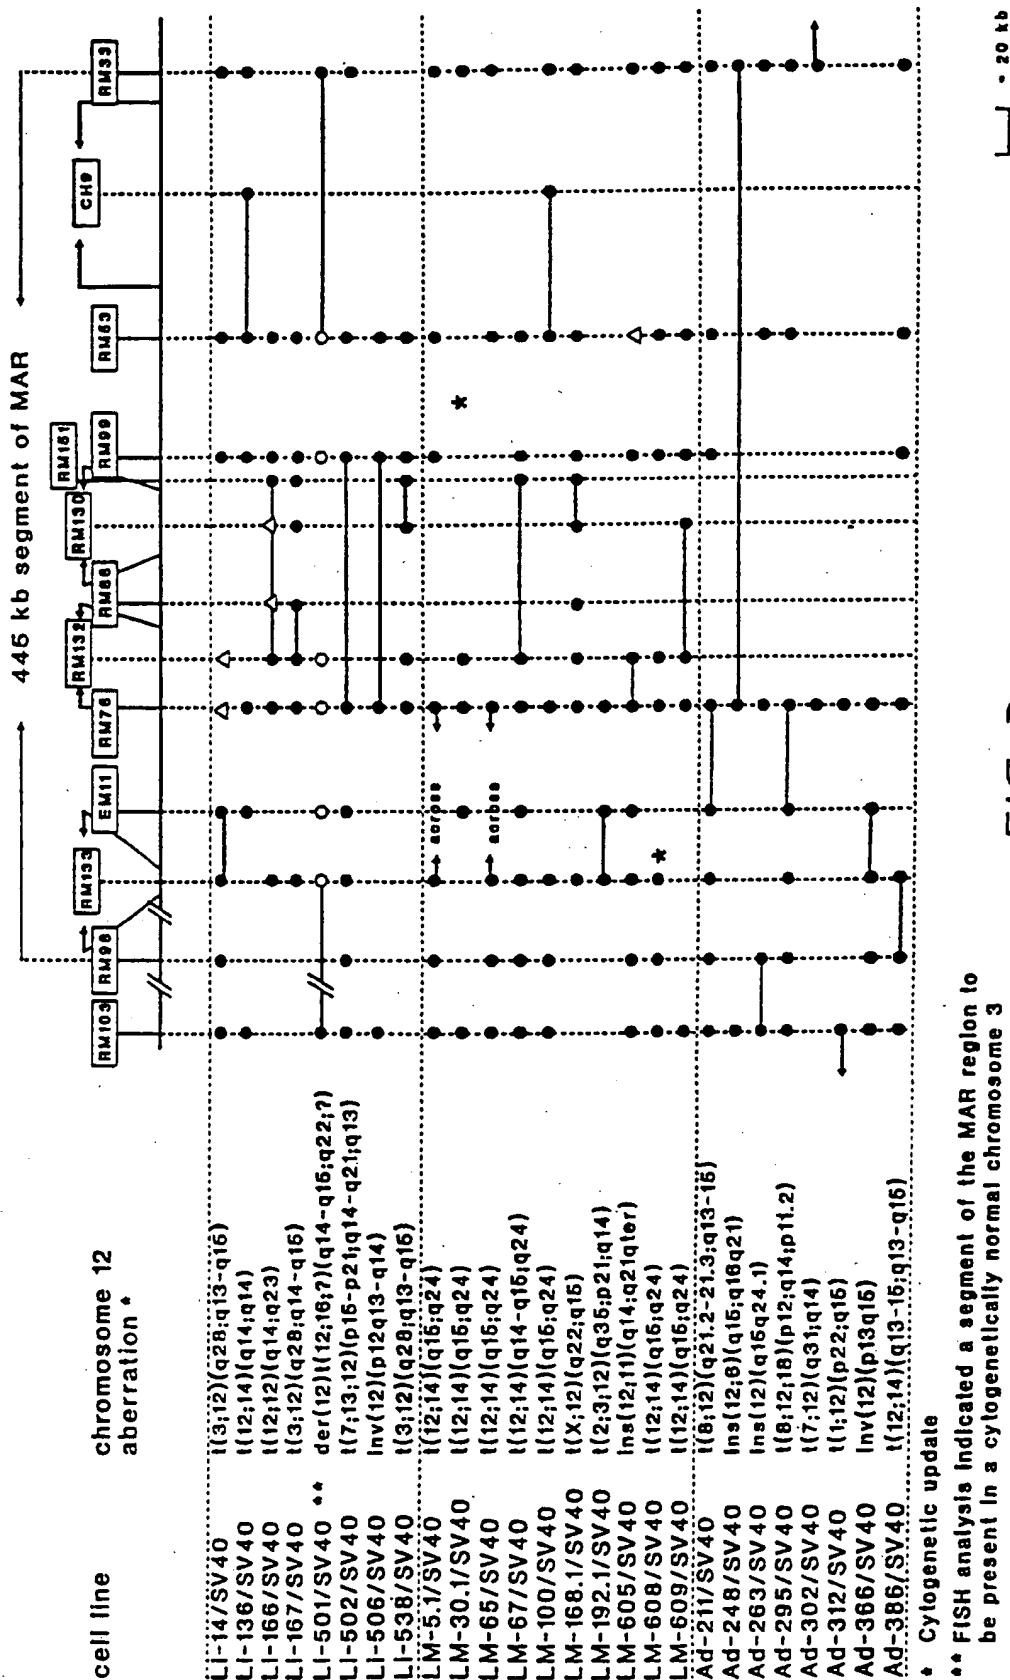 445 kb segment of MAR
RM103
RM98
RM133
EM11
RM76
RM132
RM86
RM130
RM151
RM99
RM53
CH9
RM33
cell line
chromosome 12
aberration *
LI-14/SV40 t(3;12)(q28;q13-q15)
LI-136/SV40 t(12;14)(q14;q14)
LI-166/SV40 t(12;12)(q14;q23)
LI-167/SV40 t(3;12)(q28;q14-q15)
LI-501/SV40 ** der(12)t(12;16;?)(q14-q15;q22;?)
LI-502/SV40 t(7;13;12)(p15-p21;q14-q21;q13)
LI-506/SV40 inv(12)(p12q13-q14)
LI-538/SV40 t(3;12)(q28;q13-q15)
LM-5.1/SV40 t(12;14)(q15;q24) across
LM-30.1/SV40 t(12;14)(q15;q24) *
LM-65/SV40 t(12;14)(q15;q24) across
LM-67/SV40 t(12;14)(q14-q15;q24)
LM-100/SV40 t(12;14)(q15;q24)
LM-168.1/SV40 t(X;12)(q22;q15)
LM-192.1/SV40 t(2;3;12)(q35;p21;q14)
LM-605/SV40 ins(12;11)(q14;q21qter)
LM-608/SV40 t(12;14)(q15;q24) *
LM-609/SV40 t(12;14)(q15;q24)
Ad-211/SV40 t(8;12)(q21.2-21.3;q13-15)
Ad-248/SV40 ins(12;6)(q15;q16q21)
Ad-263/SV40 ins(12)(q15q24.1)
Ad-295/SV40 t(8;12;18)(p12;q14;p11.2)
Ad-302/SV40 t(7;12)(q31;q14)
Ad-312/SV40 t(1;12)(p22;q15)
Ad-366/SV40 inv(12)(p13q15)
Ad-386/SV40 t(12;14)(q13-15;q13-q15)
* Cytogenetic update
** FISH analysis indicated a segment of the MAR region to
be present in a cytogenetically normal chromosome 3
- 20 kb